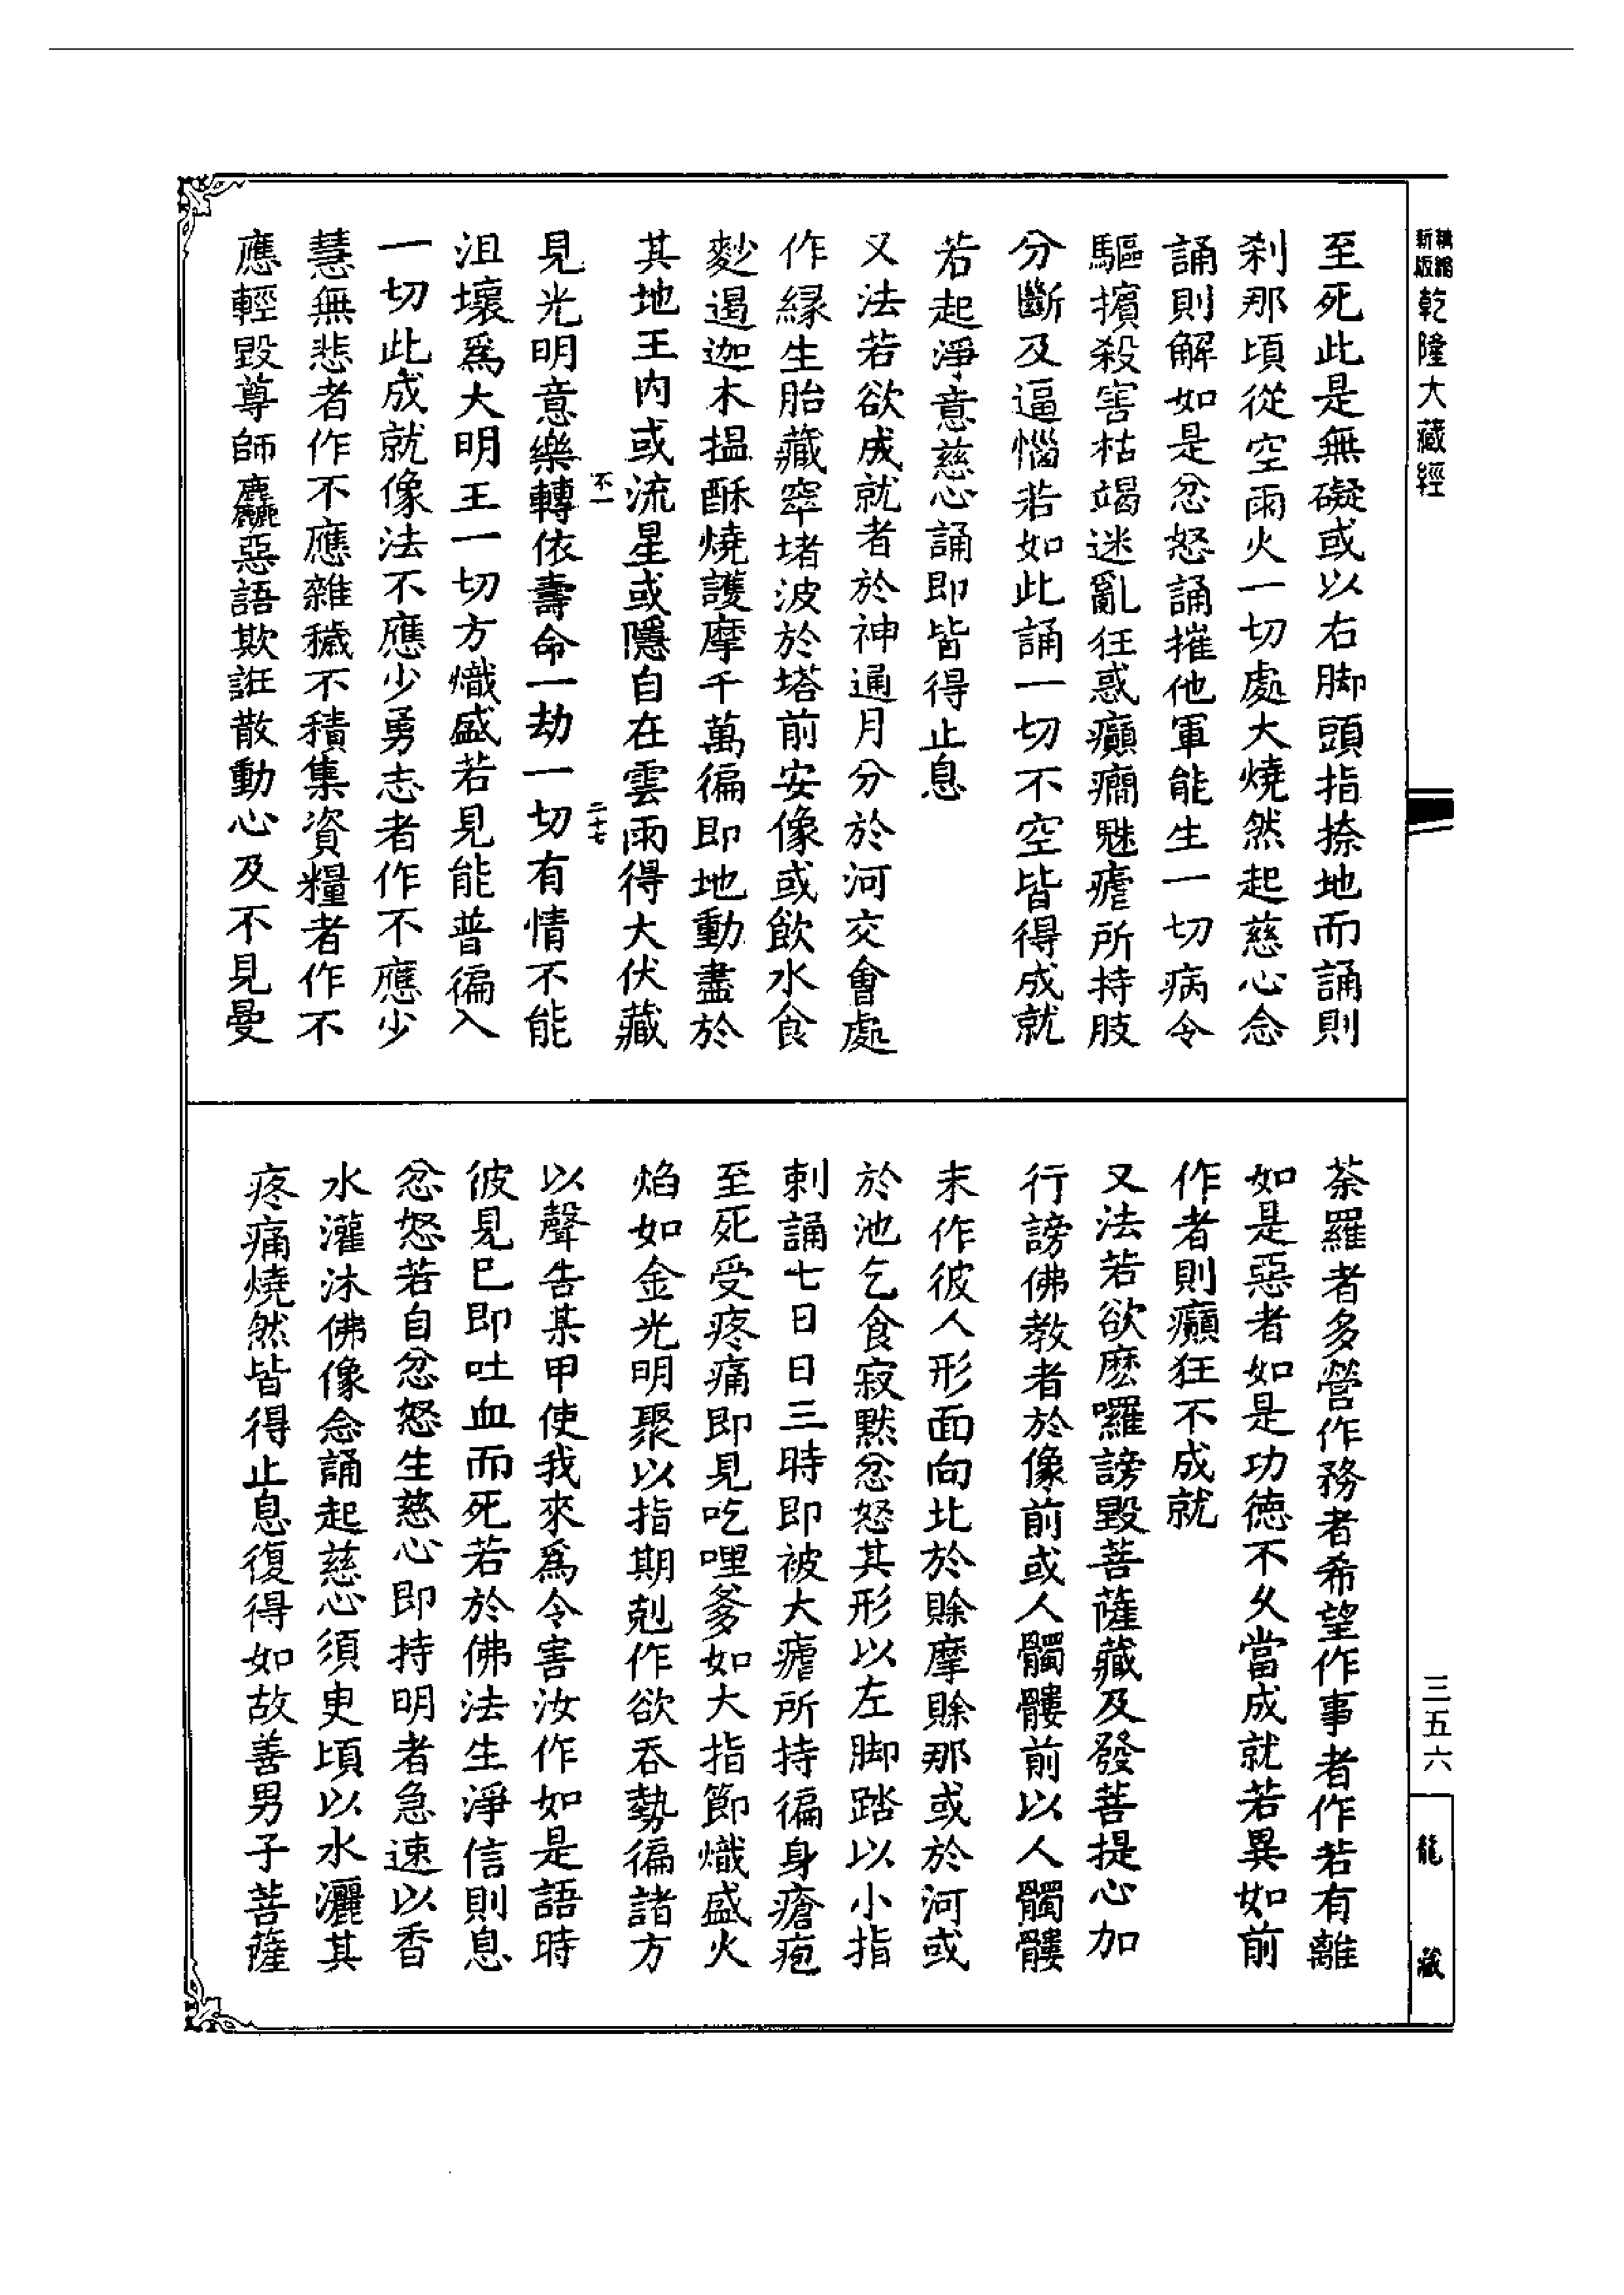 新版精縮乾隆大藏經
至死此是無礙或以右脚頭指捺地而誦則
刹那頃從空雨火一切處大燒然起慈心念
誦則解如是忿怒誦摧他軍能生一切病令
驅擯殺害枯竭迷亂狂惑癲癇魅瘧所持肢
分斷及逼惱若如此誦一切不空皆得成就
若起淨意慈心誦即皆得止息
又法若欲成就者於神通月分於河交會處
作緣生胎藏窣堵波於塔前安像或飲水食
麨遏迦木搵酥燒護摩千萬徧即地動盡於
其地王內或流星或隱自在雲雨得大伏藏
不一
二十七
見光明意樂轉依壽命一劫一切有情不能
沮壞爲大明王一切方熾盛若見能普徧入
一切此成就像法不應少勇志者作不應少
慧無悲者作不應雜穢不積集資糧者作不
應輕毀尊師麤惡語欺誑散動心及不見曼
荼羅者多營作務者希望作事者作若有離
如是惡者如是功德不久當成就若異如前
作者則癲狂不成就
又法若欲麽囉謗毀菩薩藏及發菩提心加
行謗佛教者於像前或人髑髏前以人髑髏
末作彼人形面向北於賒摩賒那或於河或
於池乞食寂黙忿怒其形以左脚踏以小指
剌誦七日日三時即被大瘧所持徧身瘡疱
至死受疼痛即見吃哩爹如大指節熾盛火
焰如金光明聚以指期剋作欲吞勢徧諸方
以聲告某甲使我來爲令害汝作如是語時
彼見巳即吐血而死若於佛法生淨信則息
忿怒若自忿怒生慈心即持明者急速以香
水灌沐佛像念誦起慈心須臾頃以水灑其
疼痛燒然皆得止息復得如故善男子菩薩
三五六
龍藏